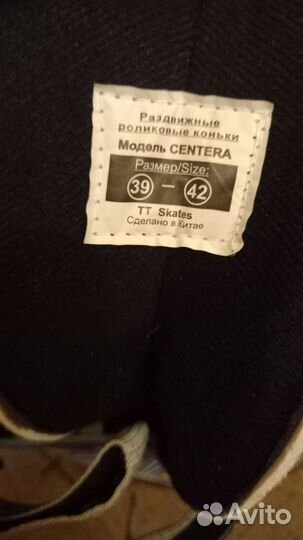 Раздвижные
роликовые коньки
Модель CENTERA
Размер/Size:
39 — 42
TT Skates
Сделано в Китае
Avito